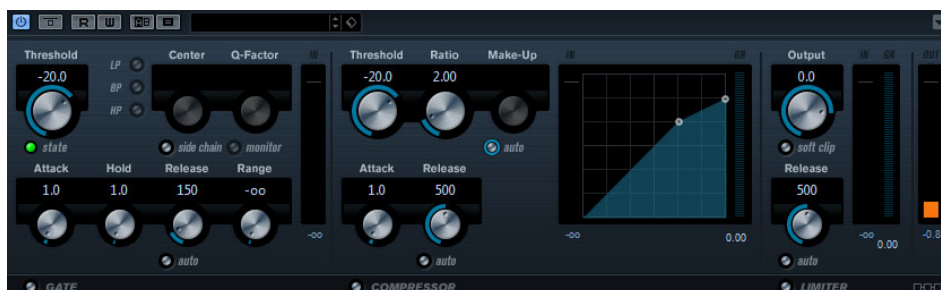 R W AB
Threshold Center Q-Factor IN Threshold Ratio Make-Up IN GR Output IN GR OUT
LP
-20.0 -20.0 2.00 0.0
BP
HP
state side chain monitor auto soft clip
Attack Hold Release Range Attack Release Release
1.0 1.0 150 -oo 1.0 500 500
-oo -oo 0.00 -oo 0.00 -0.8
auto auto auto
GATE COMPRESSOR LIMITER